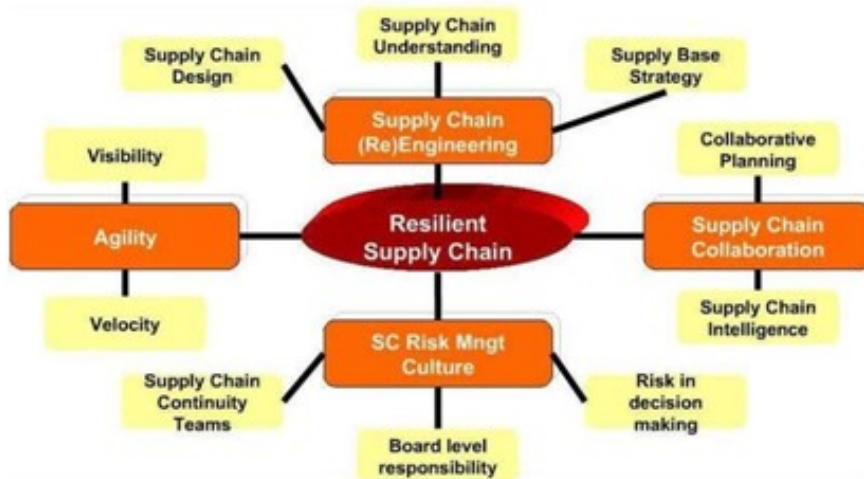 Supply Chain
Understanding
Supply Chain
Design
Supply Base
Strategy
Supply Chain
(Re)Engineering
Visibility
Collaborative
Planning
Agility
Resilient
Supply Chain
Supply Chain
Collaboration
Velocity
Supply Chain
Intelligence
SC Risk Mngt
Culture
Supply Chain
Continuity
Teams
Risk in
decision
making
Board level
responsibility